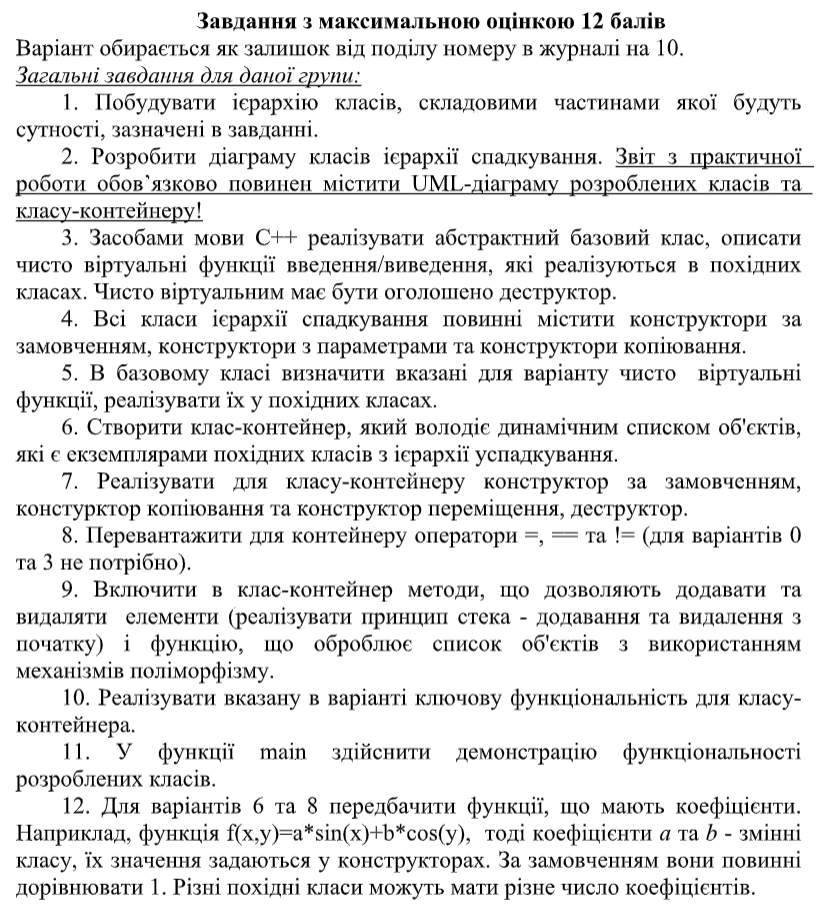 Завдання з максимальною оцінкою 12 балів
Варіант обирається як залишок від поділу номеру в журналі на 10.
Загальні завдання для даної групи:
1. Побудувати ієрархію класів, складовими частинами якої будуть
сутності, зазначені в завданні.
2. Розробити діаграму класів ієрархії спадкування. Звіт з практичної
роботи обов’язково повинен містити UML-діаграму розроблених класів та
класу-контейнеру!
3. Засобами мови С++ реалізувати абстрактний базовий клас, описати
чисто віртуальні функції введення/виведення, які реалізуються в похідних
класах. Чисто віртуальним має бути оголошено деструктор.
4. Всі класи ієрархії спадкування повинні містити конструктори за
замовченням, конструктори з параметрами та конструктори копіювання.
5. В базовому класі визначити вказані для варіанту чисто віртуальні
функції, реалізувати їх у похідних класах.
6. Створити клас-контейнер, який володіє динамічним списком об'єктів,
які є екземплярами похідних класів з ієрархії успадкування.
7. Реалізувати для класу-контейнеру конструктор за замовченням,
констурктор копіювання та конструктор переміщення, деструктор.
8. Перевантажити для контейнеру оператори =, == та != (для варіантів 0
та 3 не потрібно).
9. Включити в клас-контейнер методи, що дозволяють додавати та
видаляти елементи (реалізувати принцип стека - додавання та видалення з
початку) і функцію, що оброблює список об'єктів з використанням
механізмів поліморфізму.
10. Реалізувати вказану в варіанті ключову функціональність для класу-
контейнера.
11. У функції main здійснити демонстрацію функціональності
розроблених класів.
12. Для варіантів 6 та 8 передбачити функції, що мають коефіцієнти.
Наприклад, функція f(x,y)=a*sin(x)+b*cos(y), тоді коефіцієнти a та b - змінні
класу, їх значення задаються у конструкторах. За замовченням вони повинні
дорівнювати 1. Різні похідні класи можуть мати різне число коефіцієнтів.